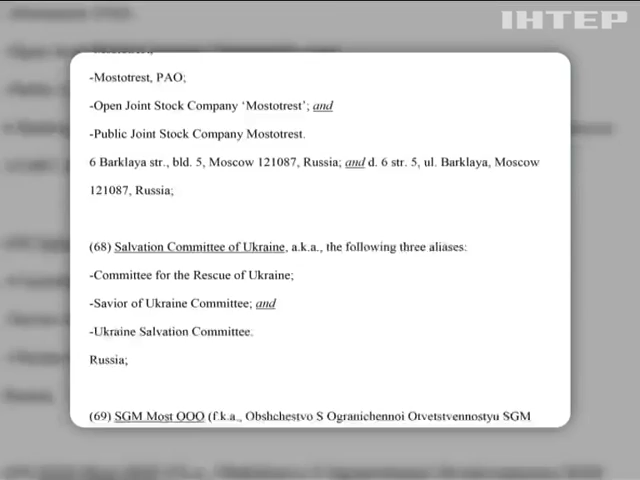 ІНТЕР
-Mostotrest, PAO;
-Open Joint Stock Company ‘Mostotrest’; and
-Public Joint Stock Company Mostotrest.
6 Barklaya str., bld. 5, Moscow 121087, Russia; and d. 6 str. 5, ul. Barklaya, Moscow
121087, Russia;
(68) Salvation Committee of Ukraine, a.k.a., the following three aliases:
-Committee for the Rescue of Ukraine;
-Savior of Ukraine Committee; and
-Ukraine Salvation Committee.
Russia;
(69) SGM Most OOO (f.k.a., Obshchestvo S Ogranichennoi Otvetstvennostyu SGM